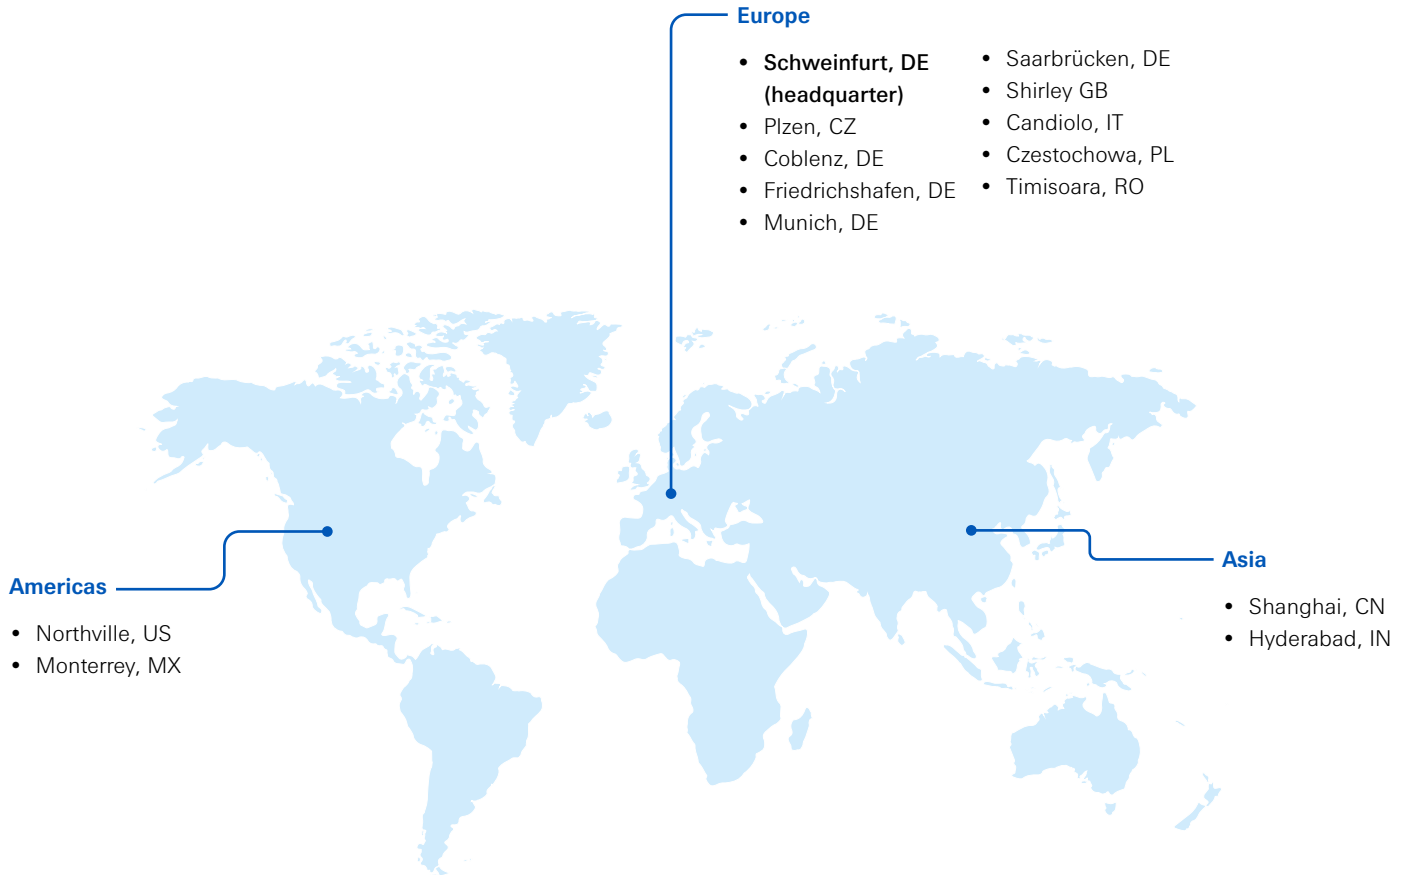 Europe
• Schweinfurt, DE
(headquarter)
• Plzen, CZ
• Coblenz, DE
• Friedrichshafen, DE
• Munich, DE
• Saarbrücken, DE
• Shirley GB
• Candiolo, IT
• Czestochowa, PL
• Timisoara, RO
Americas
• Northville, US
• Monterrey, MX
Asia
• Shanghai, CN
• Hyderabad, IN